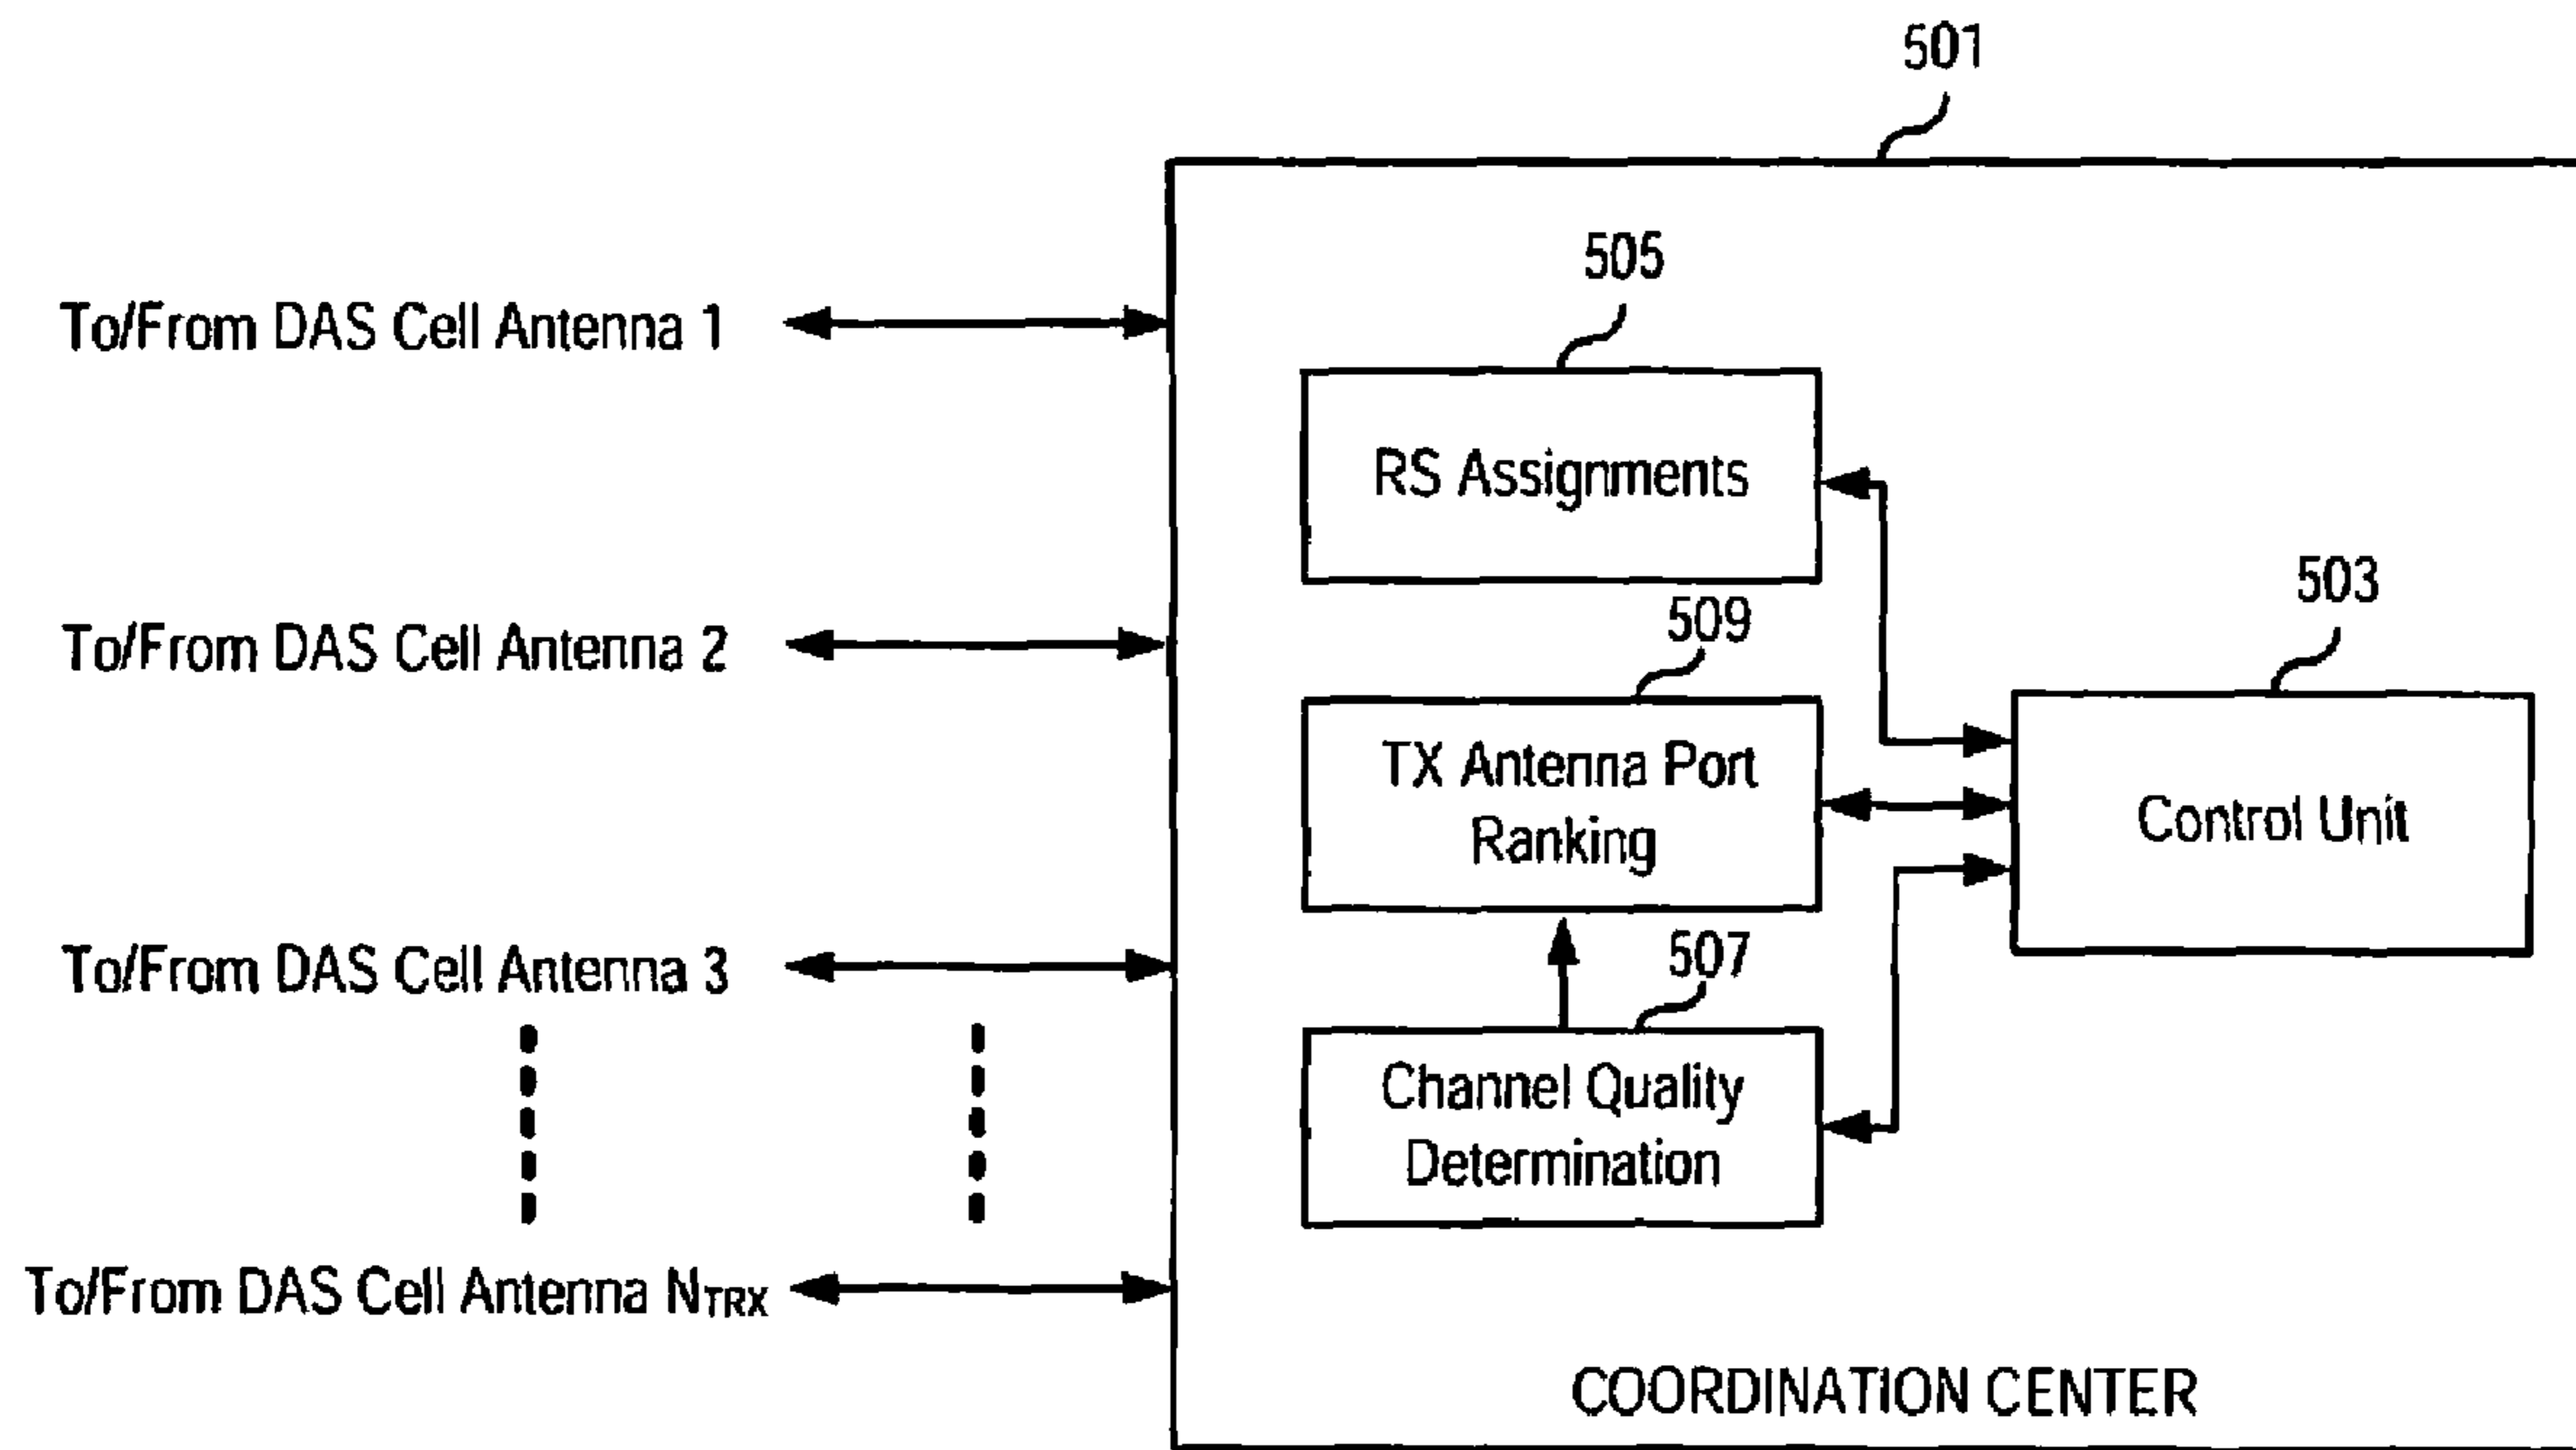 501
505
To/From DAS Cell Antenna 1
RS Assignments
503
509
To/From DAS Cell Antenna 2
TX Antenna Port
Ranking
Control Unit
507
To/From DAS Cell Antenna 3
Channel Quality
Determination
To/From DAS Cell Antenna NTRX
COORDINATION CENTER